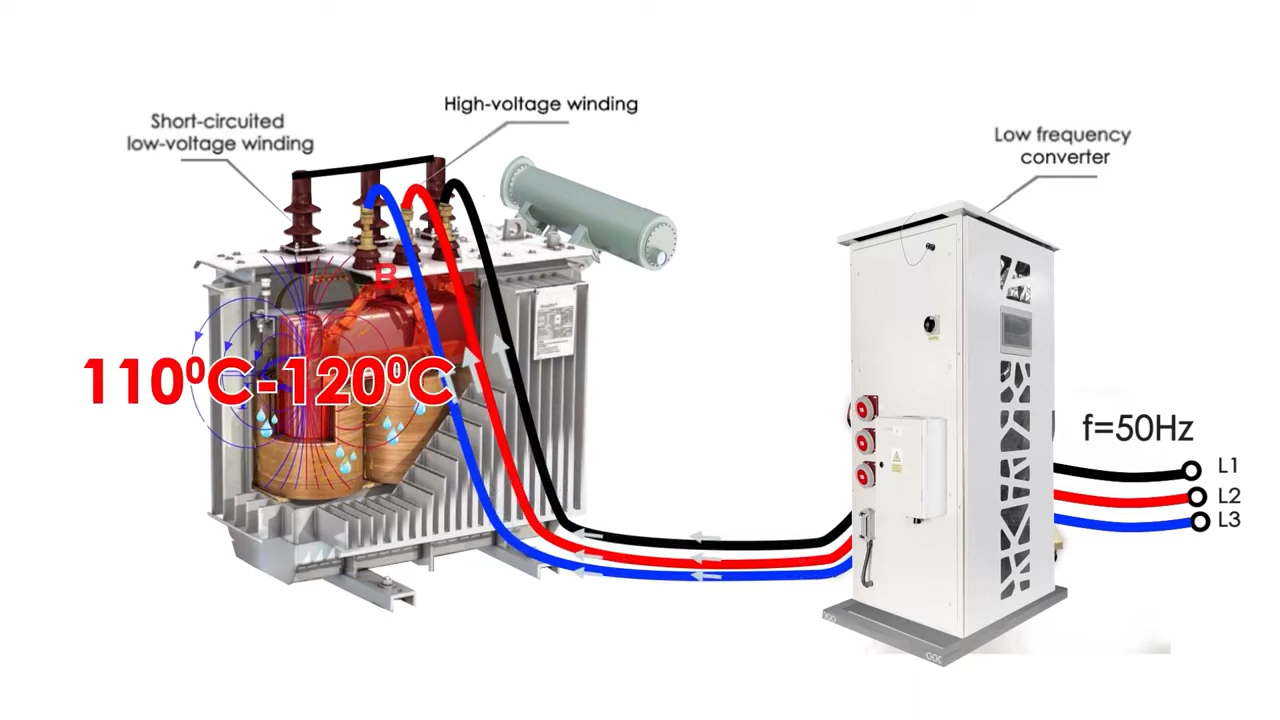 High-voltage winding
Short-circuited
low-voltage winding
Low frequency
converter
B
110⁰C-120⁰C
f=50Hz
L1
L2
L3